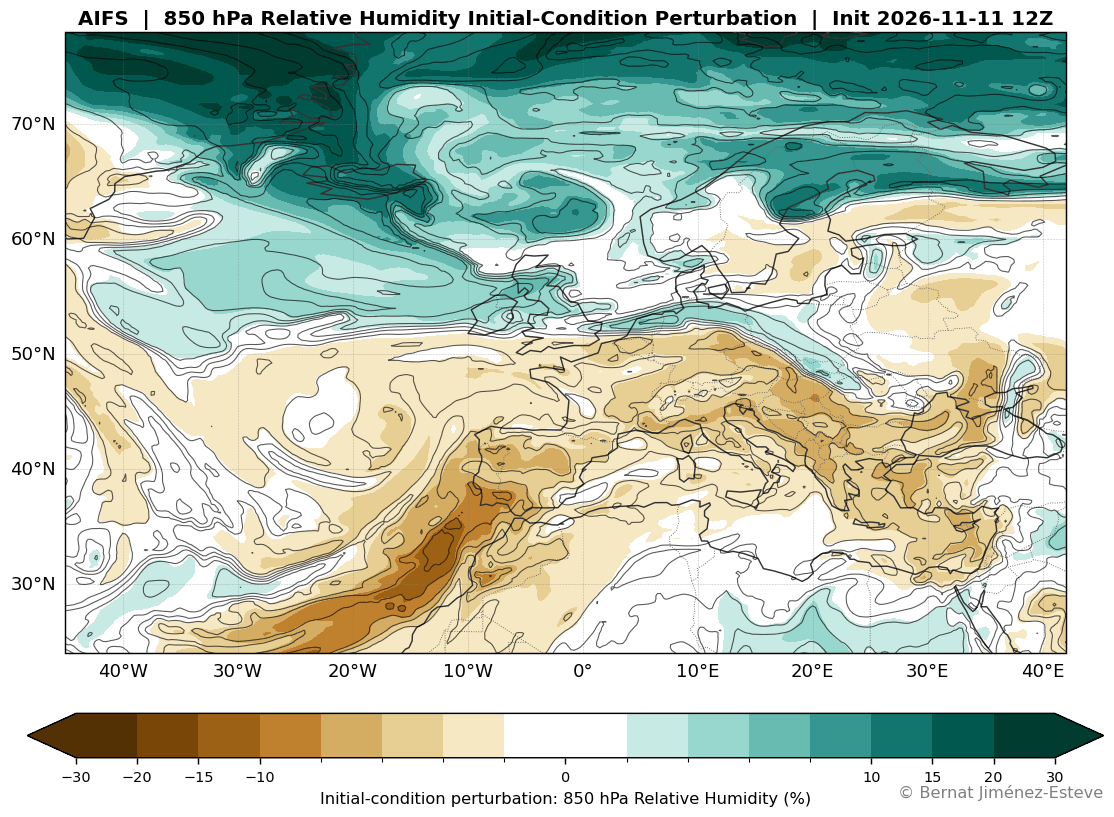 AIFS | 850 hPa Relative Humidity Initial-Condition Perturbation | Init 2026-11-11 12Z
70°N
60°N
50°N
40°N
30°N
40°W 30°W 20°W 10°W 0° 10°E 20°E 30°E 40°E
−30 −20 −15 −10 0 10 15 20 30
Initial-condition perturbation: 850 hPa Relative Humidity (%)
© Bernat Jiménez-Esteve